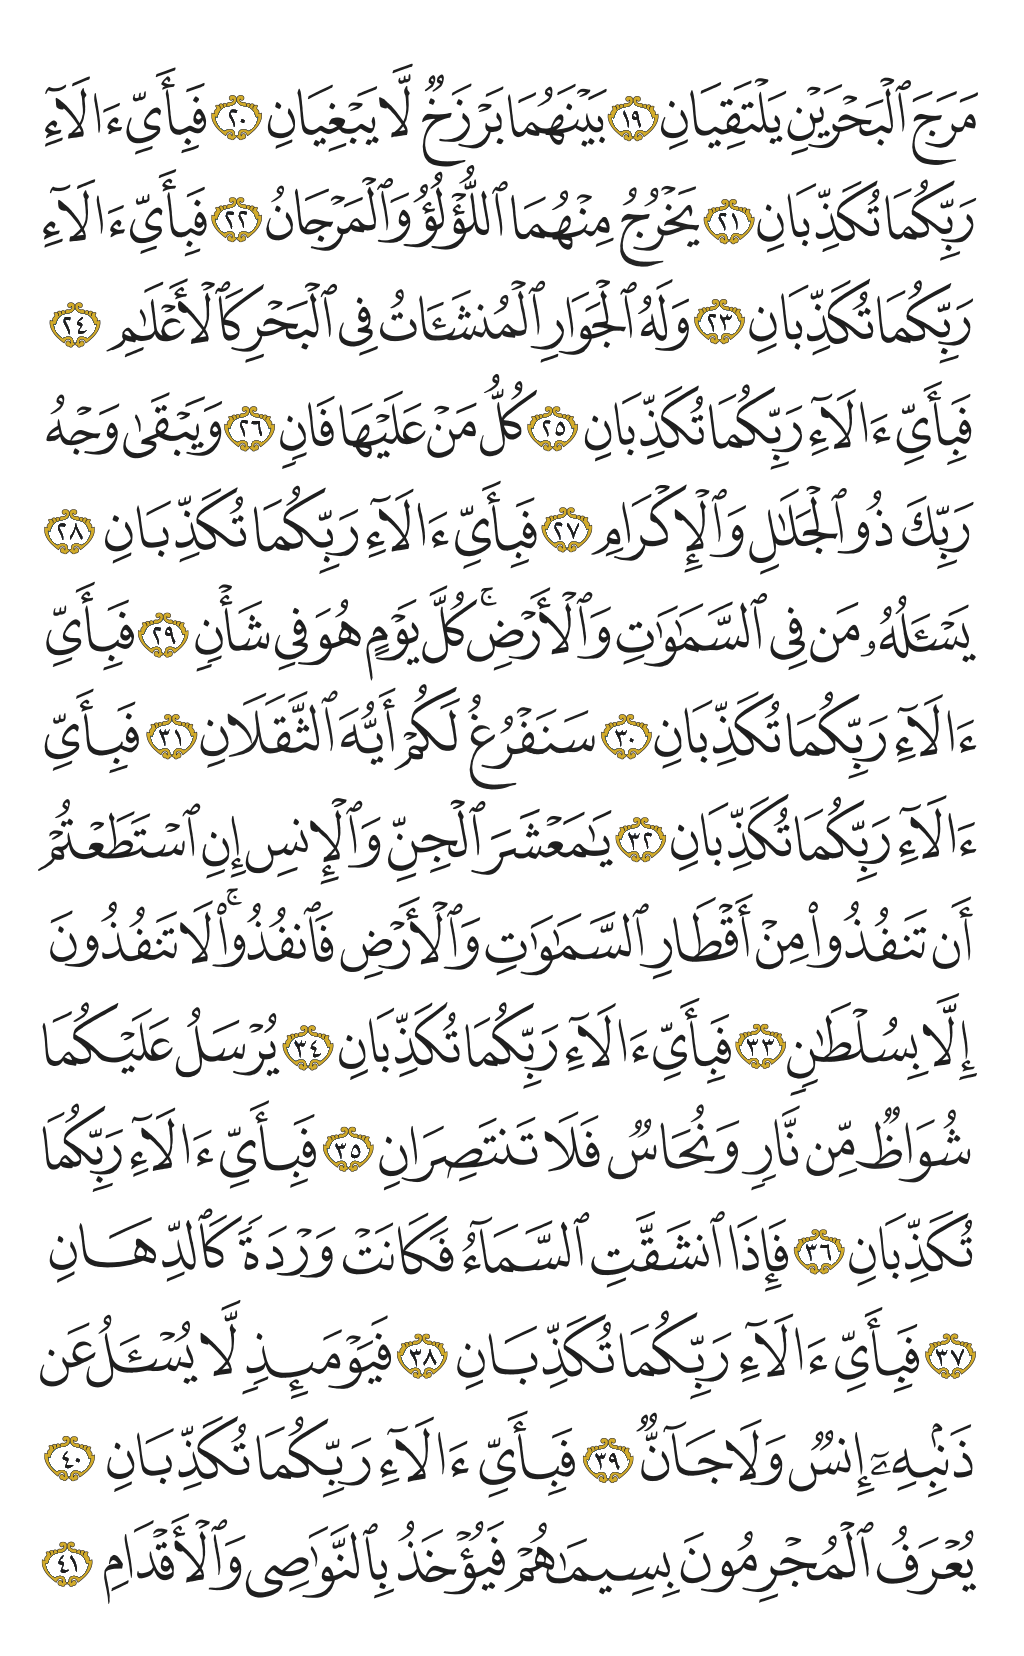 مَرَجَ ٱلْبَحْرَيْنِ يَلْتَقِيَانِ ١٩ بَيْنَهُمَا بَرْزَخٌ لَّا يَبْغِيَانِ ٢٠ فَبِأَىِّ ءَالَآءِ
رَبِّكُمَا تُكَذِّبَانِ ٢١ يَخْرُجُ مِنْهُمَا ٱللُّؤْلُؤُ وَٱلْمَرْجَانُ ٢٢ فَبِأَىِّ ءَالَآءِ
رَبِّكُمَا تُكَذِّبَانِ ٢٣ وَلَهُ ٱلْجَوَارِ ٱلْمُنشَـَٔاتُ فِى ٱلْبَحْرِ كَٱلْأَعْلَـٰمِ ٢٤
فَبِأَىِّ ءَالَآءِ رَبِّكُمَا تُكَذِّبَانِ ٢٥ كُلُّ مَنْ عَلَيْهَا فَانٍ ٢٦ وَيَبْقَىٰ وَجْهُ
رَبِّكَ ذُو ٱلْجَلَـٰلِ وَٱلْإِكْرَامِ ٢٧ فَبِأَىِّ ءَالَآءِ رَبِّكُمَا تُكَذِّبَانِ ٢٨
يَسْـَٔلُهُۥ مَن فِى ٱلسَّمَـٰوَٰتِ وَٱلْأَرْضِ ۚ كُلَّ يَوْمٍ هُوَ فِى شَأْنٍ ٢٩ فَبِأَىِّ
ءَالَآءِ رَبِّكُمَا تُكَذِّبَانِ ٣٠ سَنَفْرُغُ لَكُمْ أَيُّهَ ٱلثَّقَلَانِ ٣١ فَبِأَىِّ
ءَالَآءِ رَبِّكُمَا تُكَذِّبَانِ ٣٢ يَـٰمَعْشَرَ ٱلْجِنِّ وَٱلْإِنسِ إِنِ ٱسْتَطَعْتُمْ
أَن تَنفُذُوا۟ مِنْ أَقْطَارِ ٱلسَّمَـٰوَٰتِ وَٱلْأَرْضِ فَٱنفُذُوا۟ ۚ لَا تَنفُذُونَ
إِلَّا بِسُلْطَـٰنٍ ٣٣ فَبِأَىِّ ءَالَآءِ رَبِّكُمَا تُكَذِّبَانِ ٣٤ يُرْسَلُ عَلَيْكُمَا
شُوَاظٌ مِّن نَّارٍ وَنُحَاسٌ فَلَا تَنتَصِرَانِ ٣٥ فَبِأَىِّ ءَالَآءِ رَبِّكُمَا
تُكَذِّبَانِ ٣٦ فَإِذَا ٱنشَقَّتِ ٱلسَّمَآءُ فَكَانَتْ وَرْدَةً كَٱلدِّهَانِ
٣٧ فَبِأَىِّ ءَالَآءِ رَبِّكُمَا تُكَذِّبَانِ ٣٨ فَيَوْمَئِذٍ لَّا يُسْـَٔلُ عَن
ذَنۢبِهِۦٓ إِنسٌ وَلَا جَآنٌّ ٣٩ فَبِأَىِّ ءَالَآءِ رَبِّكُمَا تُكَذِّبَانِ ٤٠
يُعْرَفُ ٱلْمُجْرِمُونَ بِسِيمَـٰهُمْ فَيُؤْخَذُ بِٱلنَّوَٰصِى وَٱلْأَقْدَامِ ٤١